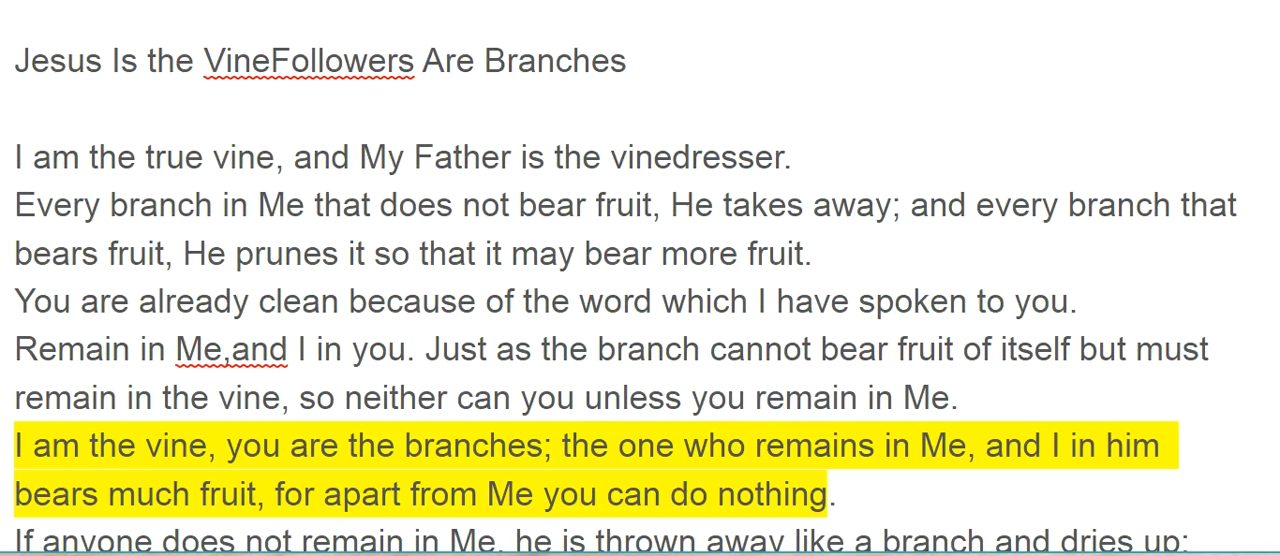 Jesus Is the VineFollowers Are Branches
I am the true vine, and My Father is the vinedresser.
Every branch in Me that does not bear fruit, He takes away; and every branch that
bears fruit, He prunes it so that it may bear more fruit.
You are already clean because of the word which I have spoken to you.
Remain in Me,and I in you. Just as the branch cannot bear fruit of itself but must
remain in the vine, so neither can you unless you remain in Me.
I am the vine, you are the branches; the one who remains in Me, and I in him
bears much fruit, for apart from Me you can do nothing.
If anyone does not remain in Me, he is thrown away like a branch and dries up;